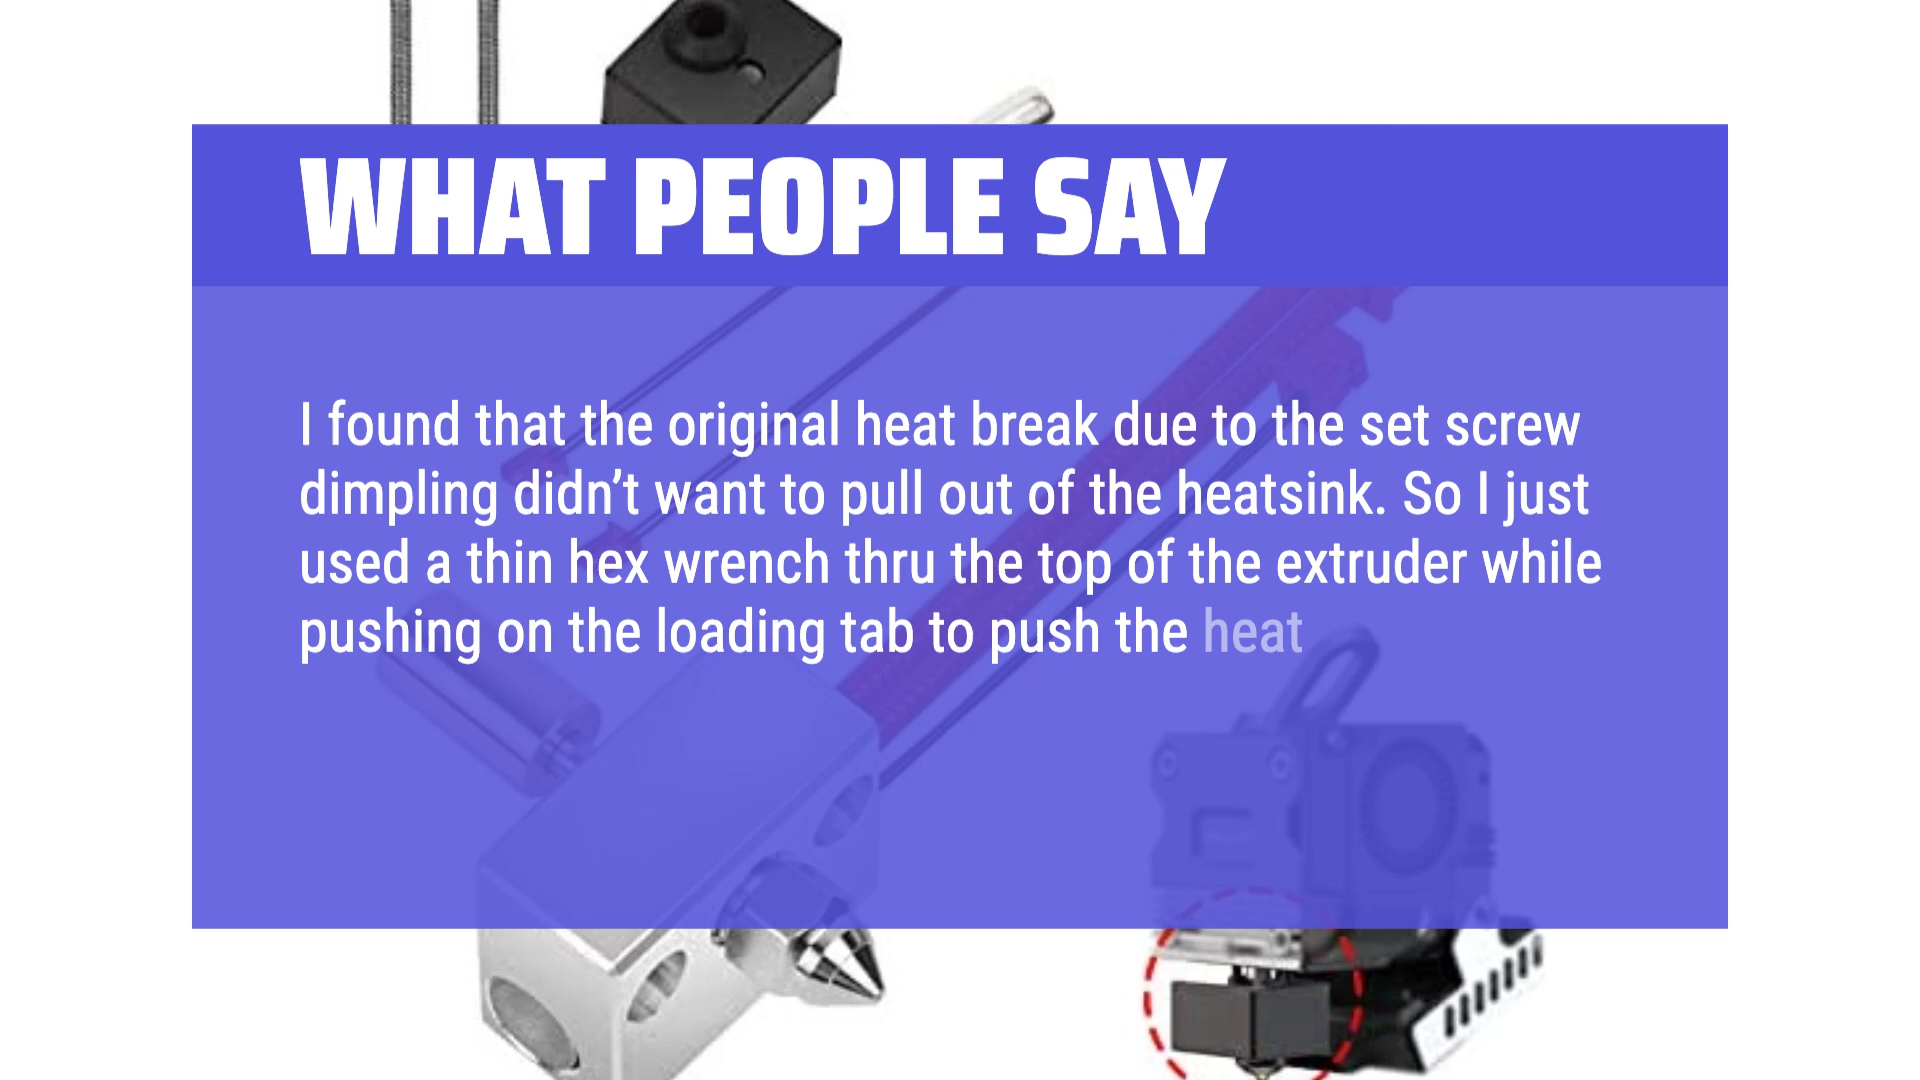 WHAT PEOPLE SAY
I found that the original heat break due to the set screw
dimpling didn’t want to pull out of the heatsink. So I just
used a thin hex wrench thru the top of the extruder while
pushing on the loading tab to push the heat